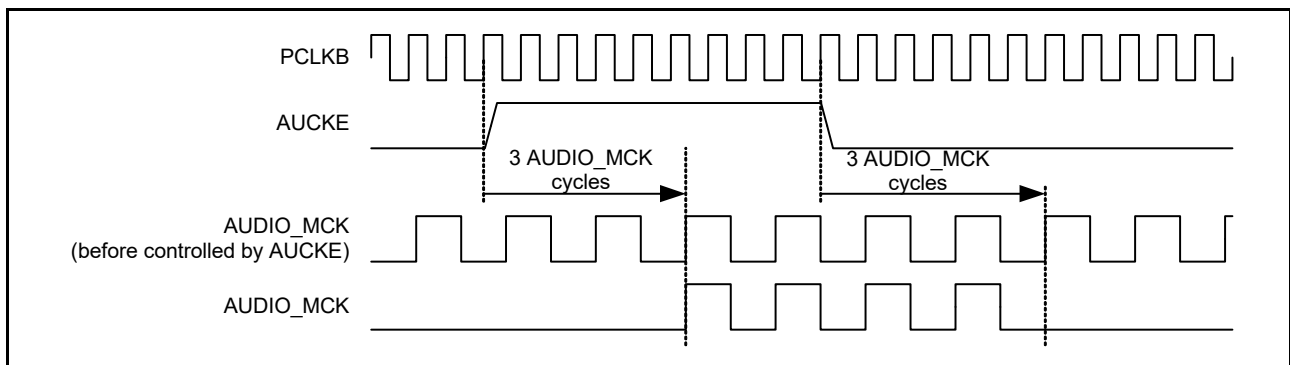 PCLKB
AUCKE
3 AUDIO_MCK
cycles
3 AUDIO_MCK
cycles
AUDIO_MCK
(before controlled by AUCKE)
AUDIO_MCK